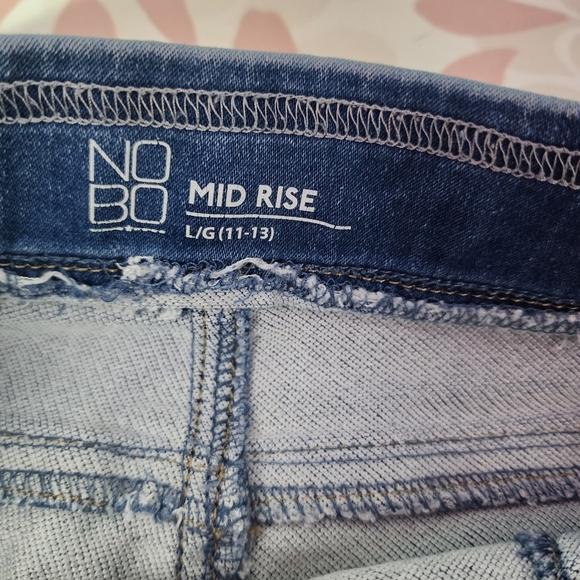 NO
BO
MID RISE
L/G (11-13)